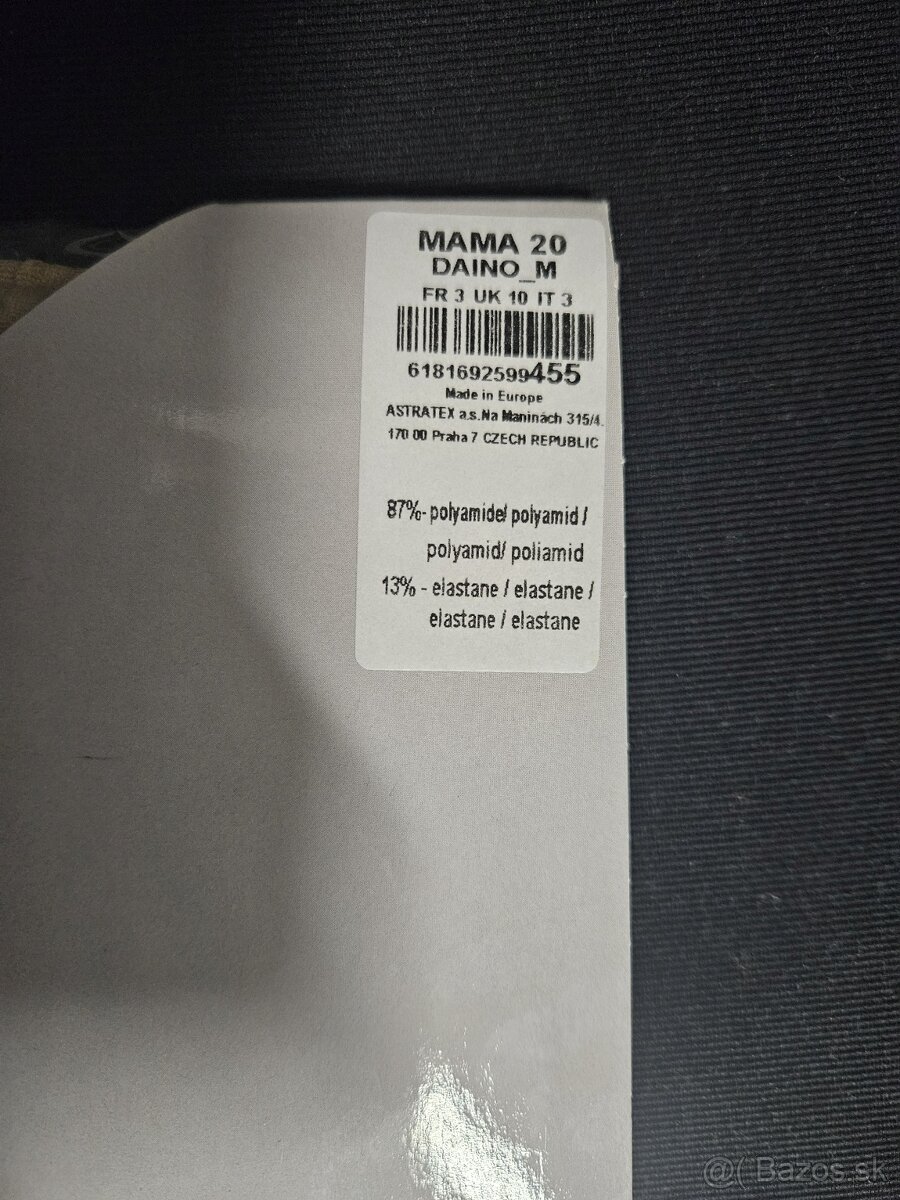 MAMA 20
DAINO_M
FR 3 UK 10 IT 3
6181692599455
Made in Europe
ASTRATEX a.s.Na Maninách 315/4.
170 00 Praha 7 CZECH REPUBLIC
87%- polyamide/ polyamid /
polyamid/ poliamid
13% - elastane / elastane /
elastane / elastane
@( Bazos.sk